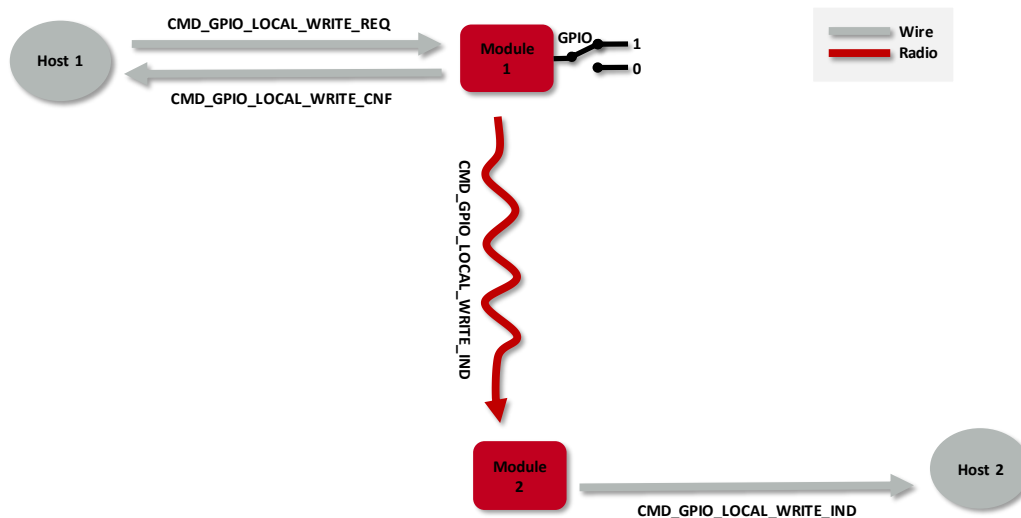 CMD_GPIO_LOCAL_WRITE_REQ
Host 1
CMD_GPIO_LOCAL_WRITE_CNF
Module
1
GPIO
1
0
Wire
Radio
CMD_GPIO_LOCAL_WRITE_IND
Module
2
CMD_GPIO_LOCAL_WRITE_IND
Host 2